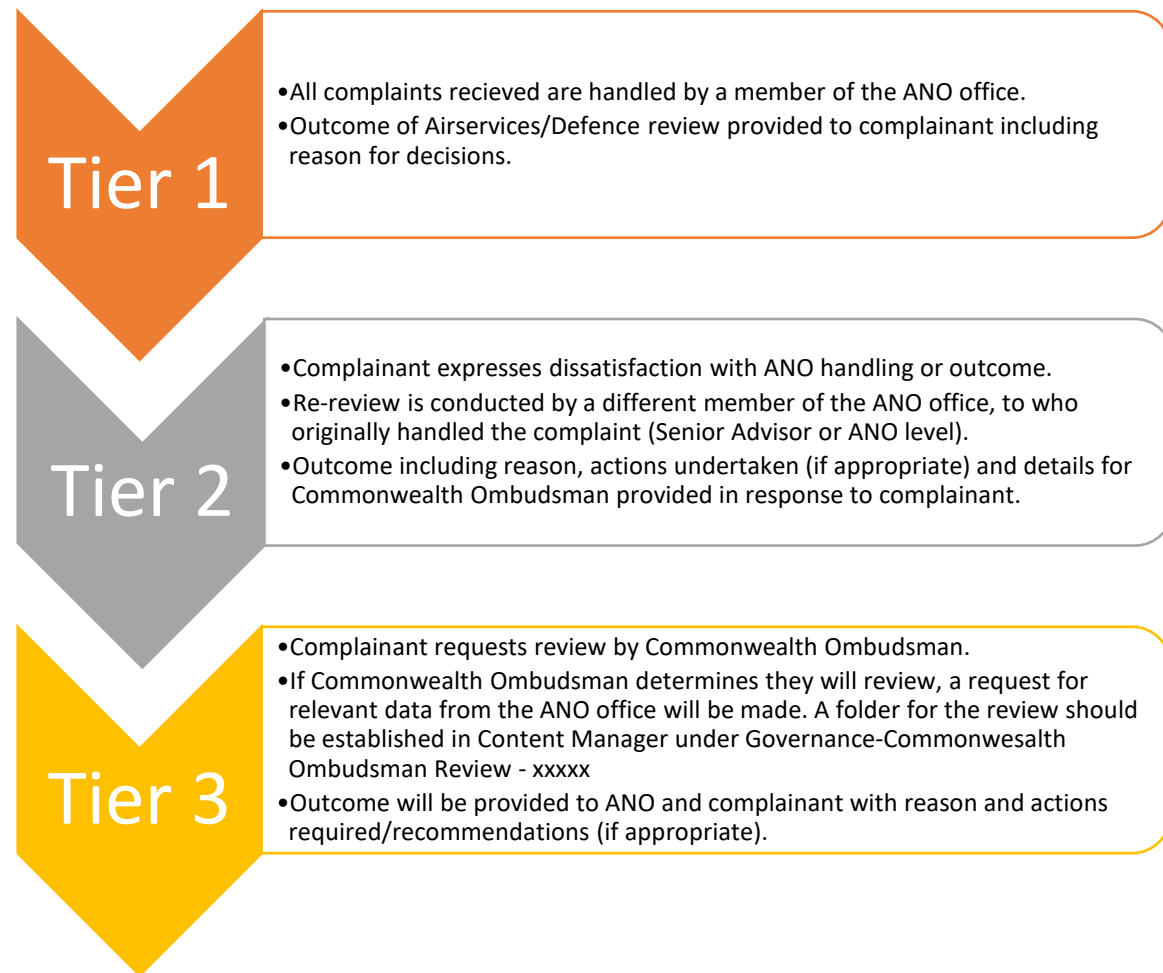 Tier 1
•All complaints recieved are handled by a member of the ANO office.
•Outcome of Airservices/Defence review provided to complainant including
reason for decisions.
Tier 2
•Complainant expresses dissatisfaction with ANO handling or outcome.
•Re-review is conducted by a different member of the ANO office, to who
originally handled the complaint (Senior Advisor or ANO level).
•Outcome including reason, actions undertaken (if appropriate) and details for
Commonwealth Ombudsman provided in response to complainant.
Tier 3
•Complainant requests review by Commonwealth Ombudsman.
•If Commonwealth Ombudsman determines they will review, a request for
relevant data from the ANO office will be made. A folder for the review should
be established in Content Manager under Governance-Commonwesalth
Ombudsman Review - xxxxx
•Outcome will be provided to ANO and complainant with reason and actions
required/recommendations (if appropriate).